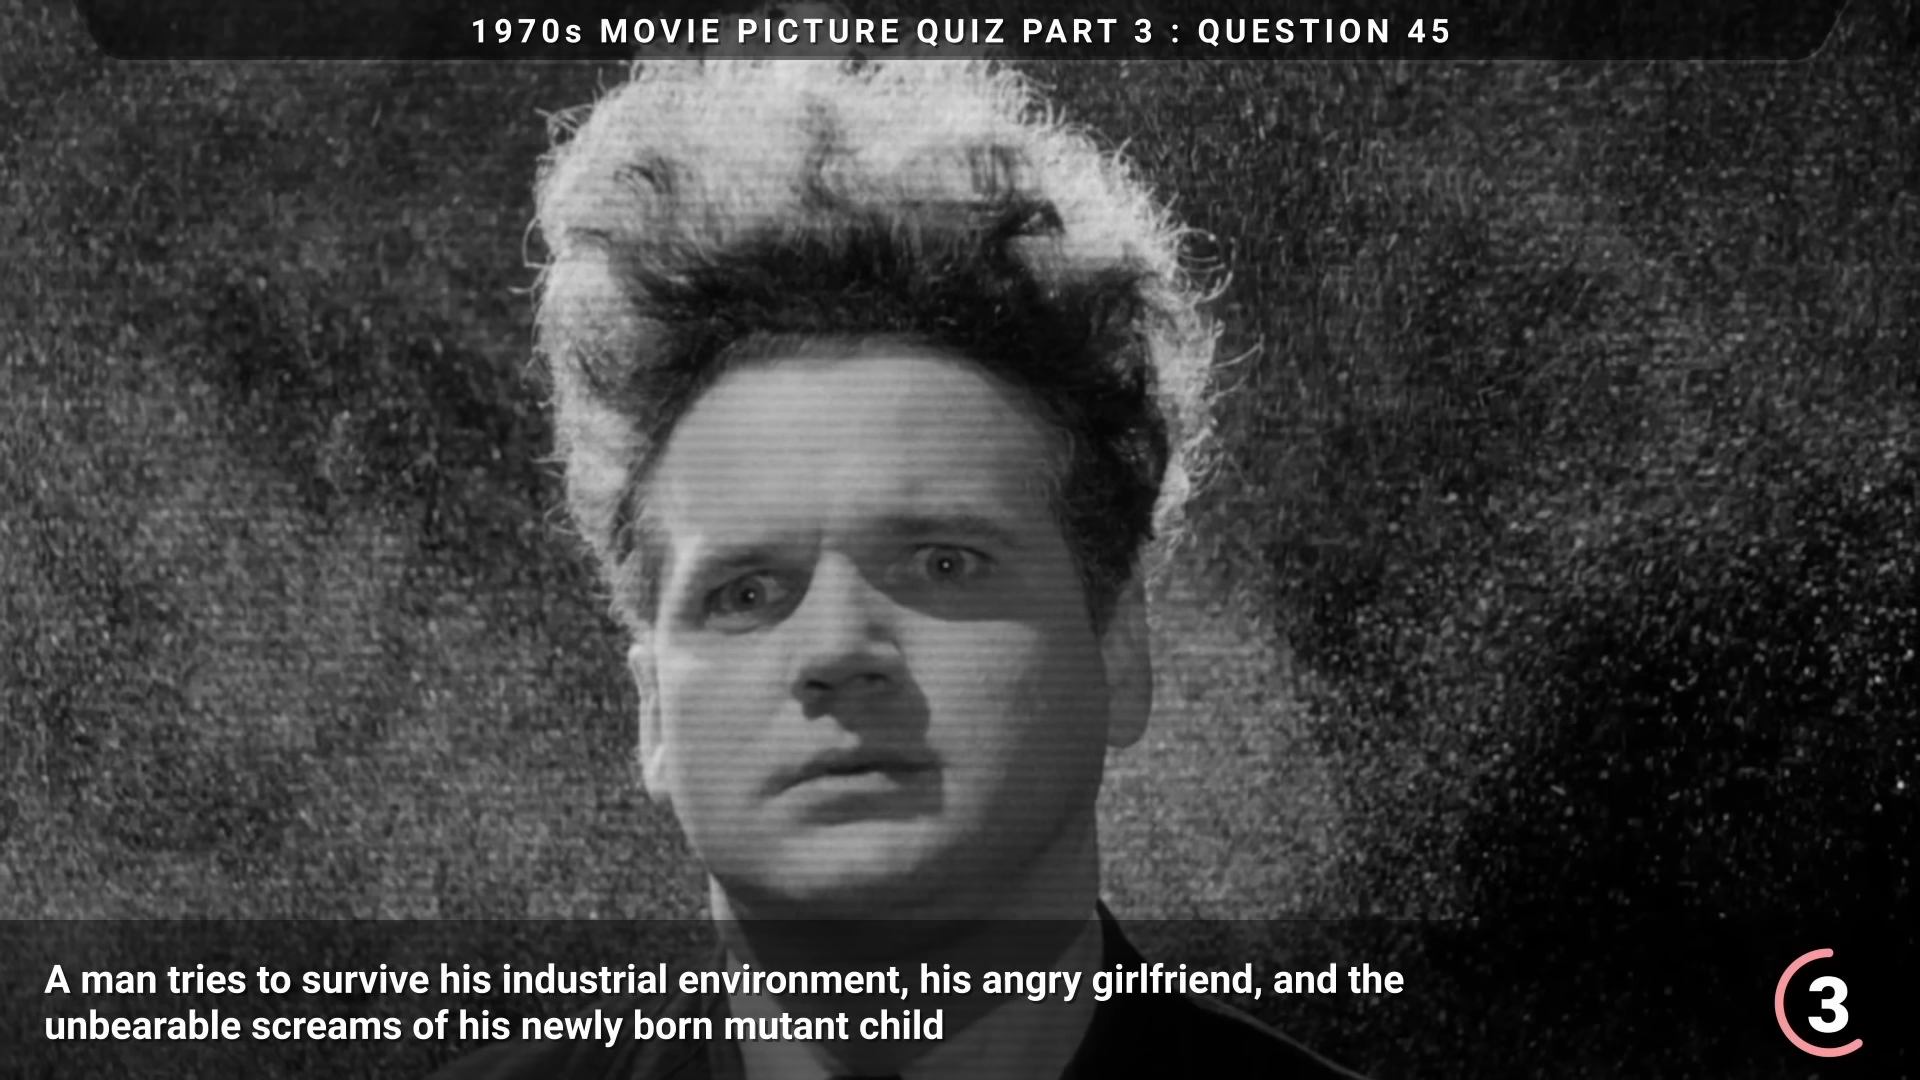 1970s MOVIE PICTURE QUIZ PART 3 : QUESTION 45
A man tries to survive his industrial environment, his angry girlfriend, and the
unbearable screams of his newly born mutant child
3